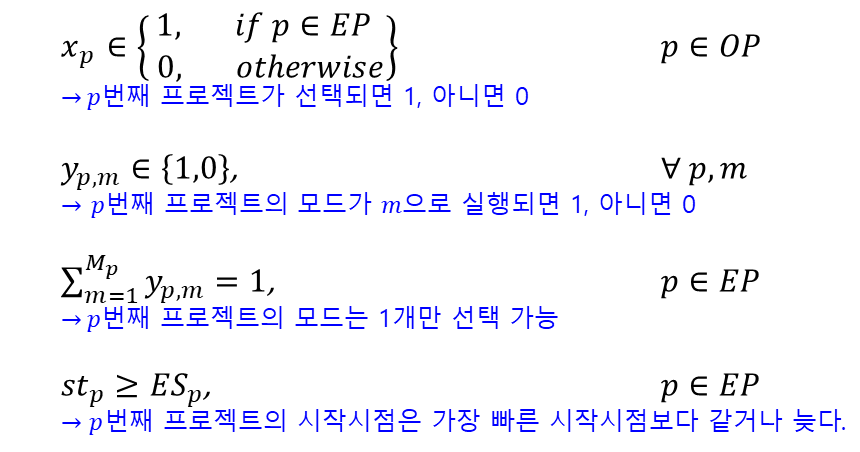 x_p ∈ { 1, if p ∈ EP p ∈ OP
0, otherwise }
→ p번째 프로젝트가 선택되면 1, 아니면 0
y_{p,m} ∈ {1,0}, ∀ p, m
→ p번째 프로젝트의 모드가 m으로 실행되면 1, 아니면 0
∑_{m=1}^{M_p} y_{p,m} = 1, p ∈ EP
→ p번째 프로젝트의 모드는 1개만 선택 가능
st_p ≥ ES_p, p ∈ EP
→ p번째 프로젝트의 시작시점은 가장 빠른 시작시점보다 같거나 늦다.